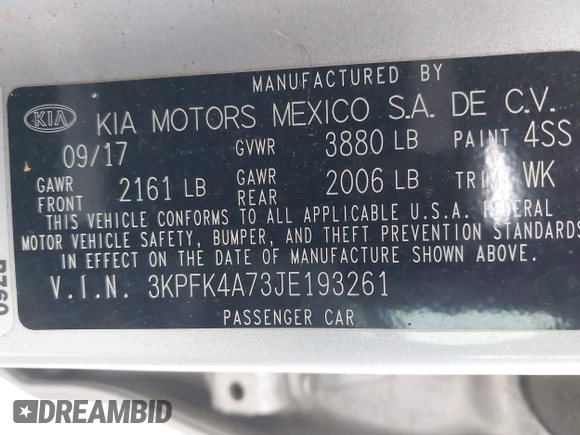 MANUFACTURED BY
KIA KIA MOTORS MEXICO S.A. DE C.V.
09/17 GVWR 3880 LB PAINT 4SS
GAWR FRONT 2161 LB GAWR REAR 2006 LB TRIM WK
THIS VEHICLE CONFORMS TO ALL APPLICABLE U.S.A. FEDERAL
MOTOR VEHICLE SAFETY, BUMPER, AND THEFT PREVENTION STANDARDS
IN EFFECT ON THE DATE OF MANUFACTURE SHOWN ABOVE.
V.I.N. 3KPFK4A73JE193261
PASSENGER CAR
DREAMBID